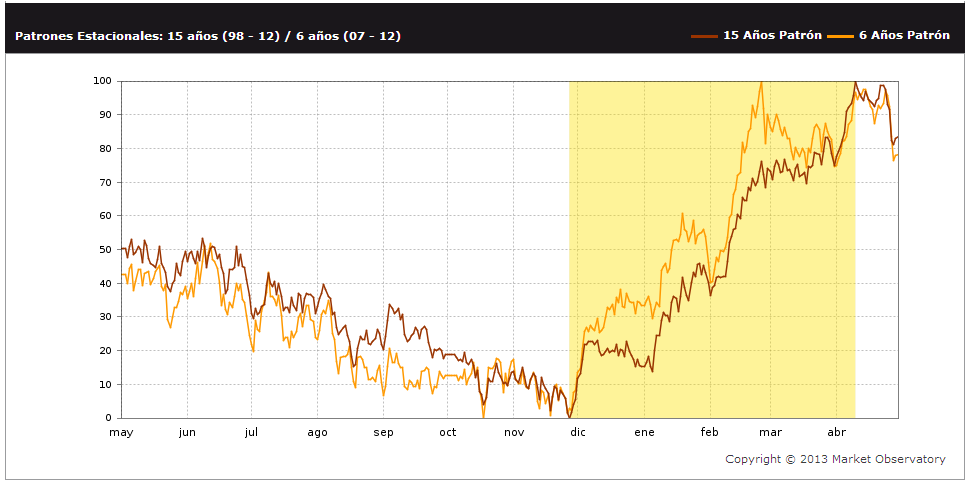 Patrones Estacionales: 15 años (98 - 12) / 6 años (07 - 12)
15 Años Patrón
6 Años Patrón
100
90
80
70
60
50
40
30
20
10
0
may jun jul ago sep oct nov dic ene feb mar abr
Copyright © 2013 Market Observatory